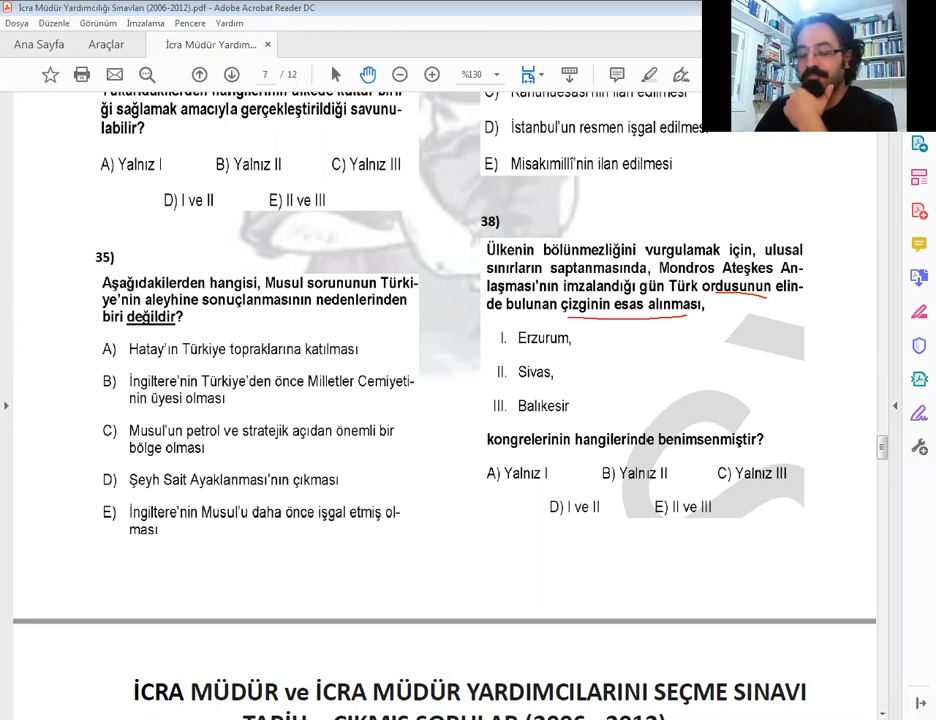 İcra Müdür Yardımcılığı Sınavları (2006-2012).pdf - Adobe Acrobat Reader DC
Dosya Düzenle Görünüm İmzalama Pencere Yardım
Ana Sayfa Araçlar İcra Müdür Yardım... ×
7 / 12 %130
ği sağlamak amacıyla gerçekleştirildiği savunu-
labilir?
A) Yalnız I B) Yalnız II C) Yalnız III
D) I ve II E) II ve III
35)
Aşağıdakilerden hangisi, Musul sorununun Türki-
ye'nin aleyhine sonuçlanmasının nedenlerinden
biri değildir?
A) Hatay'ın Türkiye topraklarına katılması
B) İngiltere'nin Türkiye'den önce Milletler Cemiyeti-
nin üyesi olması
C) Musul'un petrol ve stratejik açıdan önemli bir
bölge olması
D) Şeyh Sait Ayaklanması'nın çıkması
E) İngiltere'nin Musul'u daha önce işgal etmiş ol-
ması
C) Kanunuesasi'nin ilan edilmesi
D) İstanbul'un resmen işgal edilmes
E) Misakımillî'nin ilan edilmesi
38)
Ülkenin bölünmezliğini vurgulamak için, ulusal
sınırların saptanmasında, Mondros Ateşkes An-
laşması'nın imzalandığı gün Türk ordusunun elin-
de bulunan çizginin esas alınması,
I. Erzurum,
II. Sivas,
III. Balıkesir
kongrelerinin hangilerinde benimsenmiştir?
A) Yalnız I B) Yalnız II C) Yalnız III
D) I ve II E) II ve III
İCRA MÜDÜR ve İCRA MÜDÜR YARDIMCILARINI SEÇME SINAVI